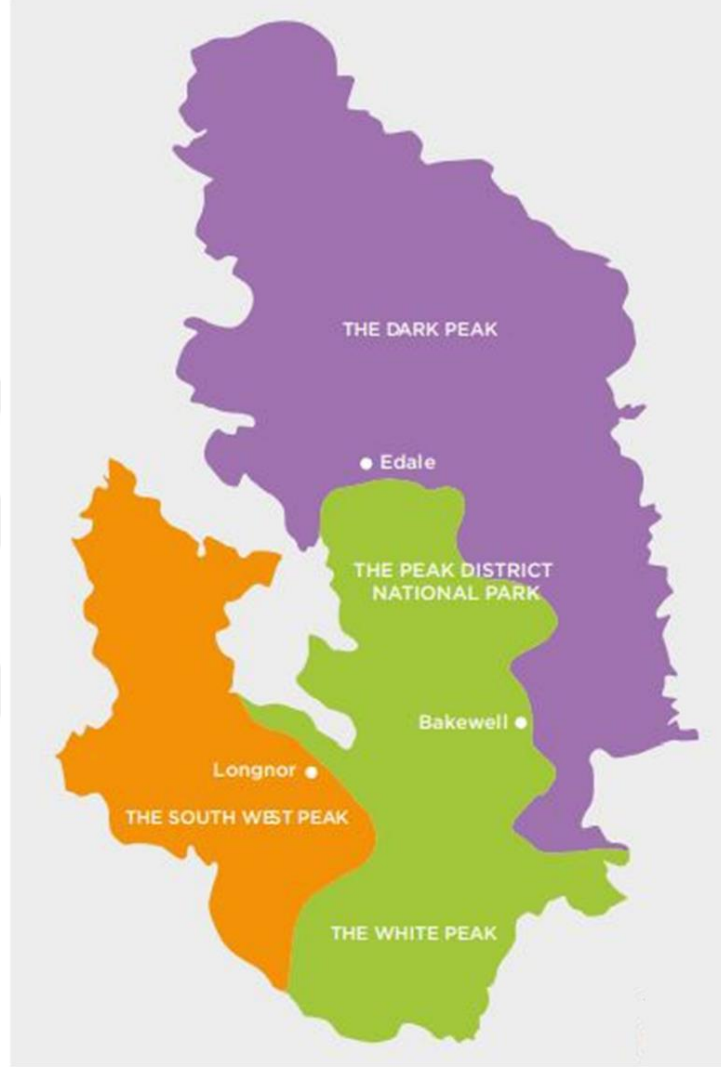 THE DARK PEAK
Edale
THE PEAK DISTRICT
NATIONAL PARK
Bakewell
Longnor
THE SOUTH WEST PEAK
THE WHITE PEAK